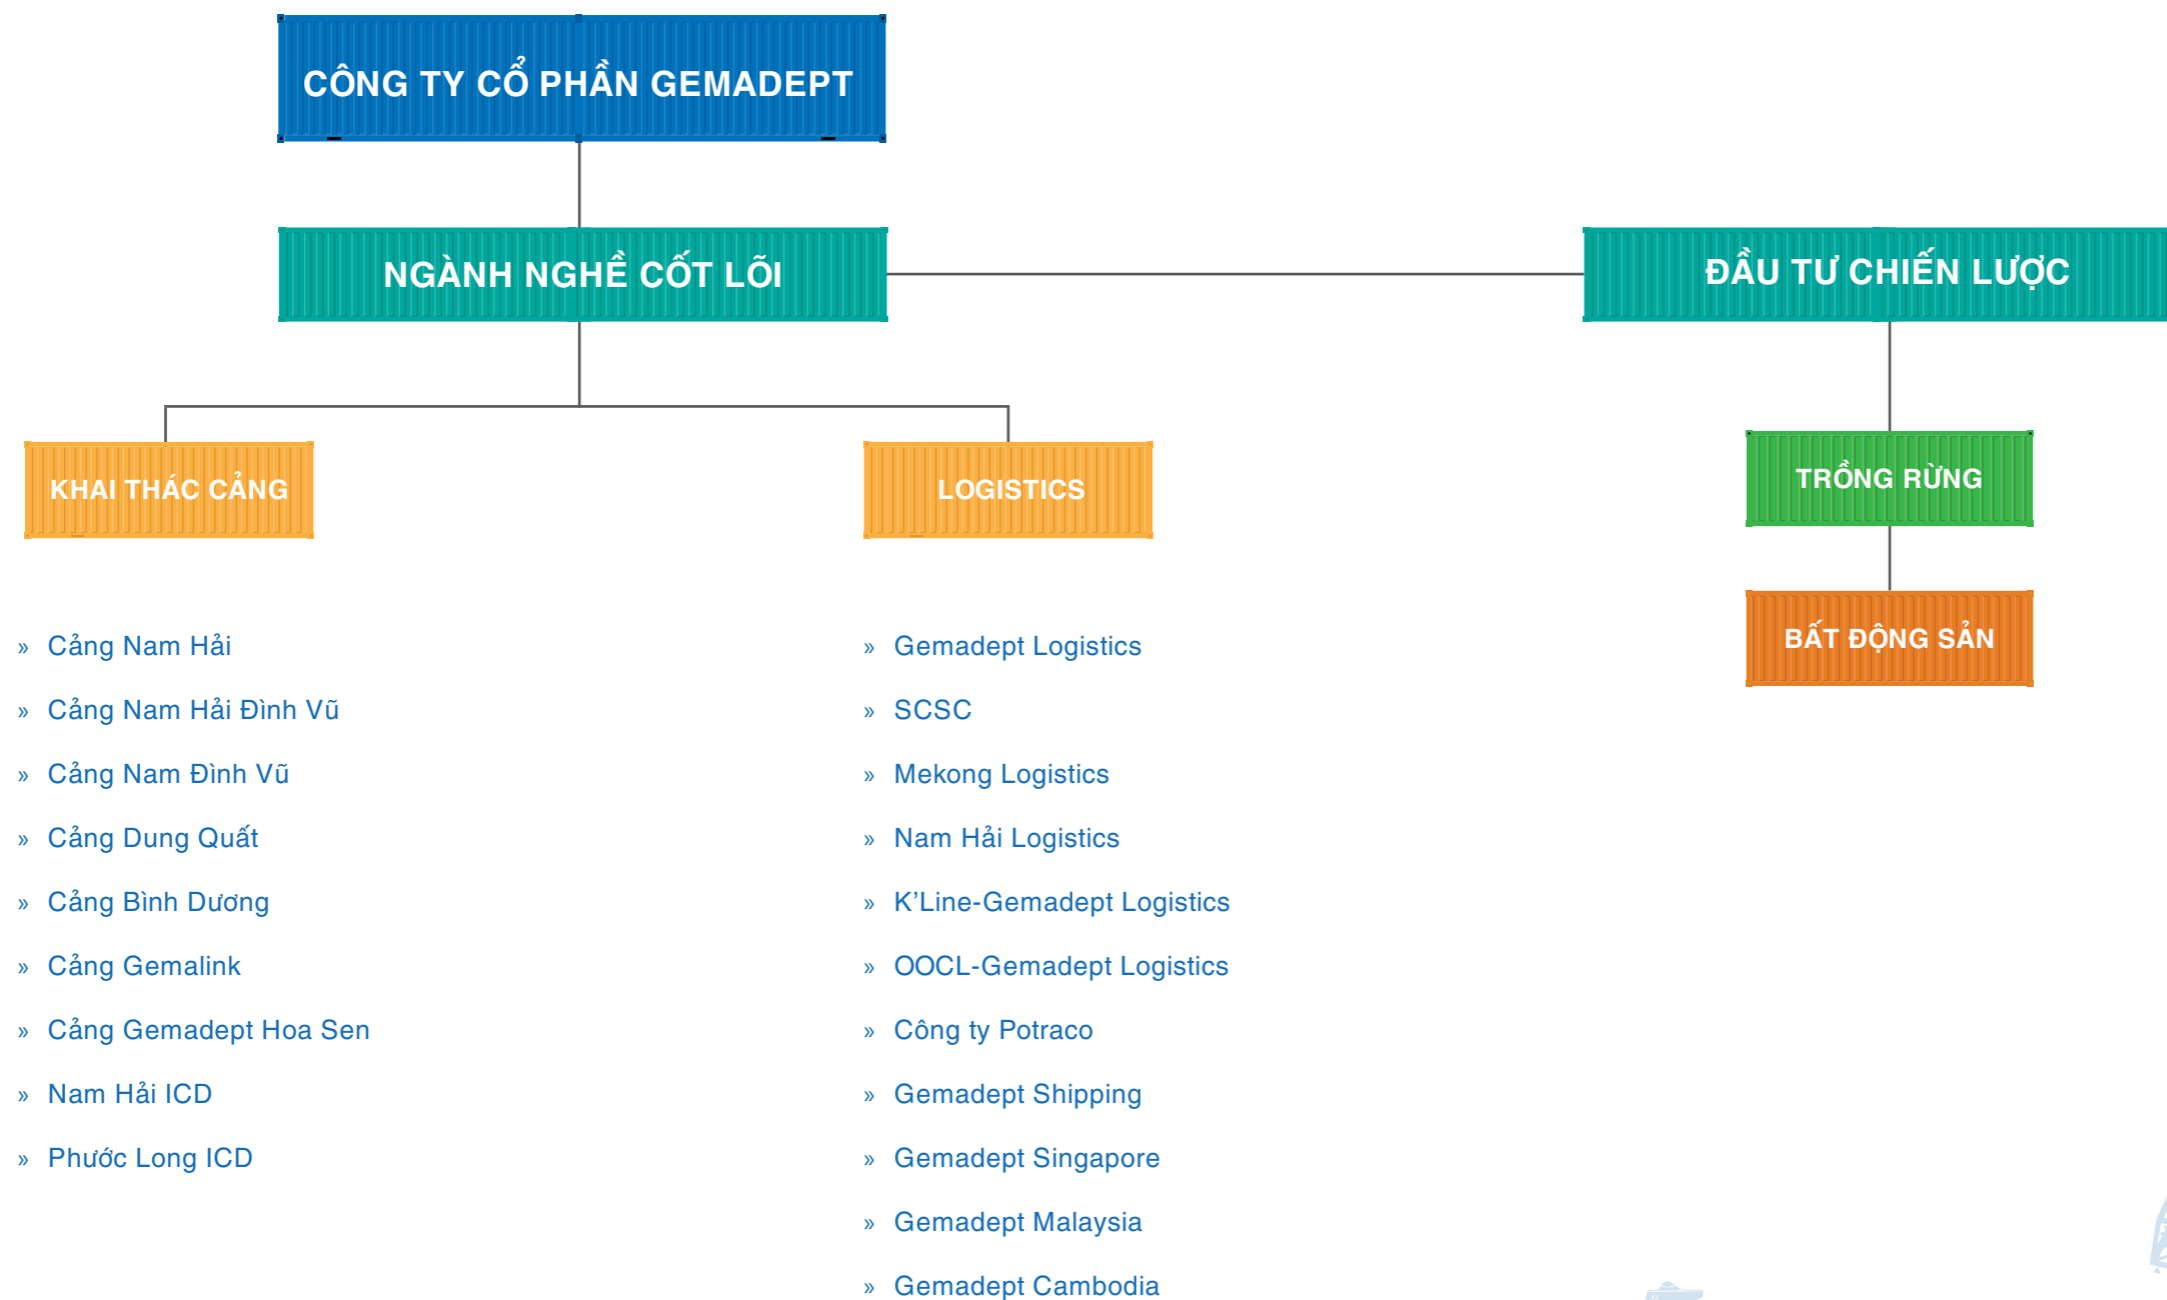 CÔNG TY CỔ PHẦN GEMADEPT
NGÀNH NGHỀ CỐT LÕI
ĐẦU TƯ CHIẾN LƯỢC
KHAI THÁC CẢNG
» Cảng Nam Hải
» Cảng Nam Hải Đình Vũ
» Cảng Nam Đình Vũ
» Cảng Dung Quất
» Cảng Bình Dương
» Cảng Gemalink
» Cảng Gemadept Hoa Sen
» Nam Hải ICD
» Phước Long ICD
LOGISTICS
» Gemadept Logistics
» SCSC
» Mekong Logistics
» Nam Hải Logistics
» K’Line-Gemadept Logistics
» OOCL-Gemadept Logistics
» Công ty Potraco
» Gemadept Shipping
» Gemadept Singapore
» Gemadept Malaysia
» Gemadept Cambodia
TRỒNG RỪNG
BẤT ĐỘNG SẢN